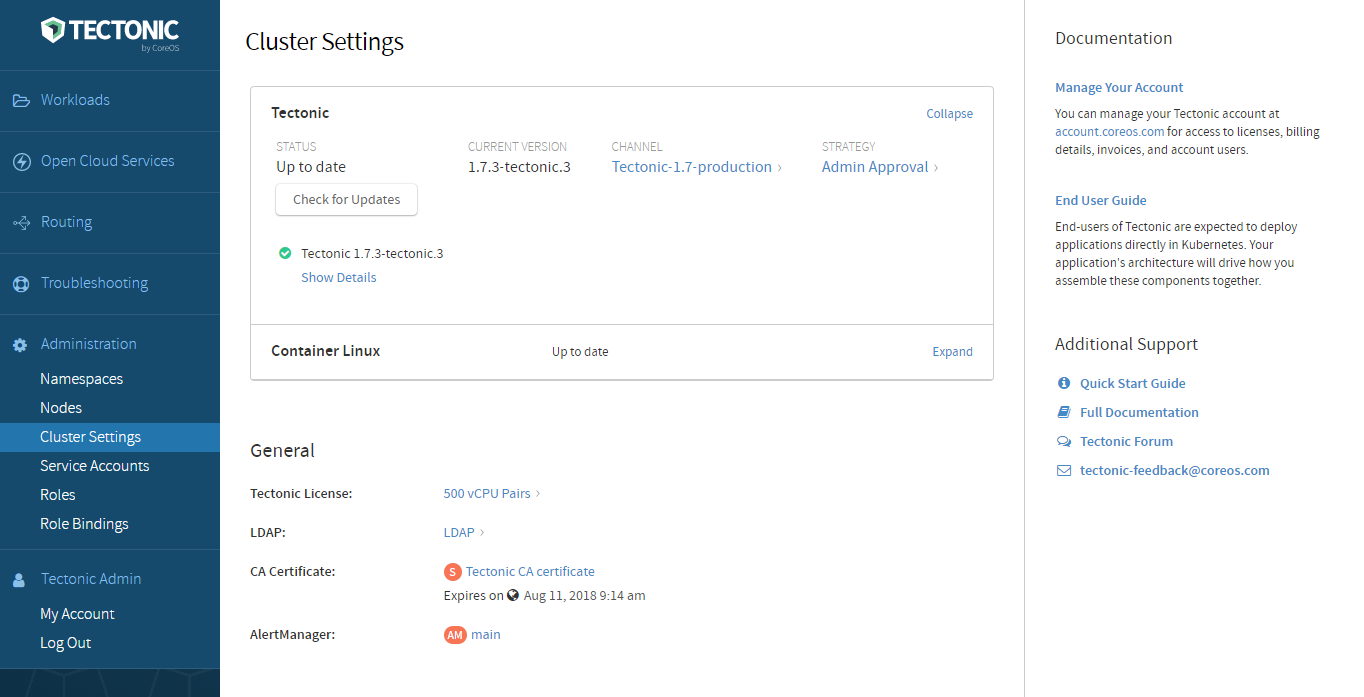 TECTONIC
by CoreOS
Workloads
Open Cloud Services
Routing
Troubleshooting
Administration
Namespaces
Nodes
Cluster Settings
Service Accounts
Roles
Role Bindings
Tectonic Admin
My Account
Log Out
Cluster Settings
Tectonic Collapse
STATUS CURRENT VERSION CHANNEL STRATEGY
Up to date 1.7.3-tectonic.3 Tectonic-1.7-production › Admin Approval ›
Check for Updates
Tectonic 1.7.3-tectonic.3
Show Details
Container Linux Up to date Expand
General
Tectonic License: 500 vCPU Pairs ›
LDAP: LDAP ›
CA Certificate: S Tectonic CA certificate
Expires on Aug 11, 2018 9:14 am
AlertManager: AM main
Documentation
Manage Your Account
You can manage your Tectonic account at
account.coreos.com for access to licenses, billing
details, invoices, and account users.
End User Guide
End-users of Tectonic are expected to deploy
applications directly in Kubernetes. Your
application's architecture will drive how you
assemble these components together.
Additional Support
Quick Start Guide
Full Documentation
Tectonic Forum
tectonic-feedback@coreos.com